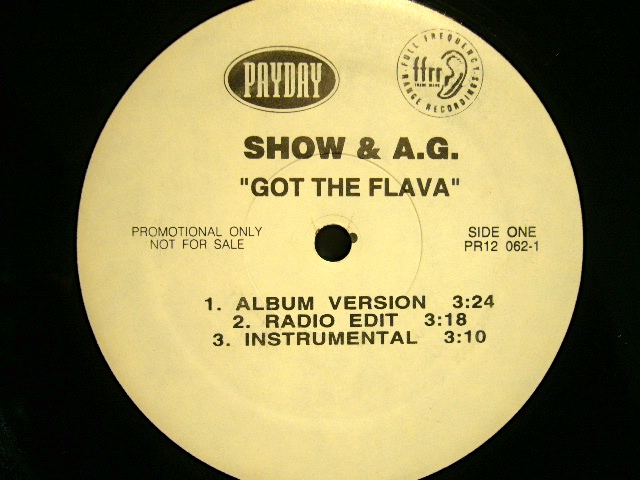 PAYDAY
FULL FREQUENCY
ffrr
RANGE RECORDINGS
SHOW & A.G.
"GOT THE FLAVA"
PROMOTIONAL ONLY
NOT FOR SALE
SIDE ONE
PR12 062-1
1. ALBUM VERSION 3:24
2. RADIO EDIT 3:18
3. INSTRUMENTAL 3:10